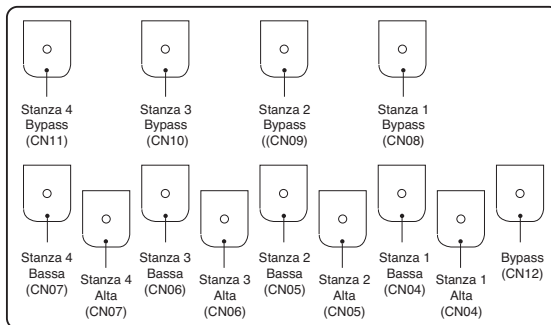 Stanza 4
Bypass
(CN11)
Stanza 3
Bypass
(CN10)
Stanza 2
Bypass
((CN09)
Stanza 1
Bypass
(CN08)
Stanza 4
Bassa
(CN07)
Stanza 4
Alta
(CN07)
Stanza 3
Bassa
(CN06)
Stanza 3
Alta
(CN06)
Stanza 2
Bassa
(CN05)
Stanza 2
Alta
(CN05)
Stanza 1
Bassa
(CN04)
Stanza 1
Alta
(CN04)
Bypass
(CN12)